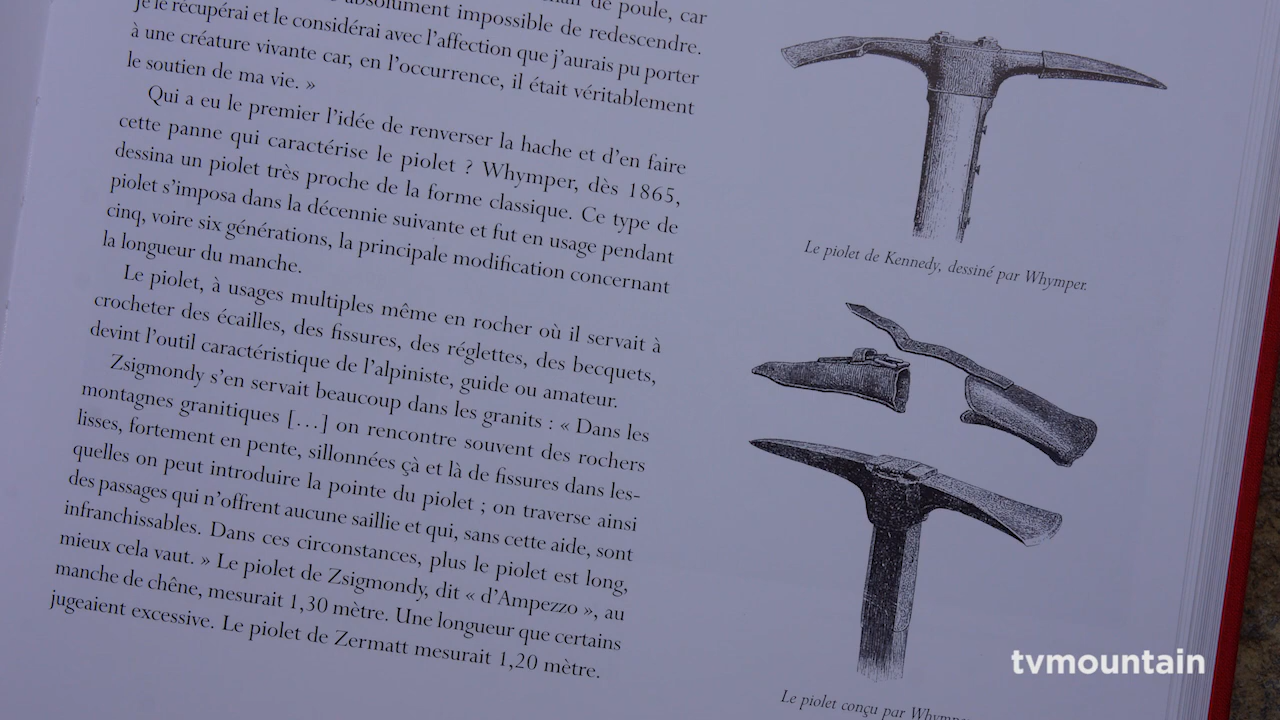 de poule, car
absolument impossible de redescendre.
je le récupérai et le considérai avec l'affection que j'aurais pu porter
à une créature vivante car, en l'occurrence, il était véritablement
le soutien de ma vie. »
Qui a eu le premier l'idée de renverser la hache et d'en faire
cette panne qui caractérise le piolet ? Whymper, dès 1865,
dessina un piolet très proche de la forme classique. Ce type de
piolet s'imposa dans la décennie suivante et fut en usage pendant
cinq, voire six générations, la principale modification concernant
la longueur du manche.
Le piolet, à usages multiples même en rocher où il servait à
crocheter des écailles, des fissures, des réglettes, des becquets,
devint l'outil caractéristique de l'alpiniste, guide ou amateur.
Zsigmondy s'en servait beaucoup dans les granits : « Dans les
montagnes granitiques […] on rencontre souvent des rochers
lisses, fortement en pente, sillonnées çà et là de fissures dans les-
quelles on peut introduire la pointe du piolet ; on traverse ainsi
des passages qui n'offrent aucune saillie et qui, sans cette aide, sont
infranchissables. Dans ces circonstances, plus le piolet est long,
mieux cela vaut. » Le piolet de Zsigmondy, dit « d'Ampezzo », au
manche de chêne, mesurait 1,30 mètre. Une longueur que certains
jugeaient excessive. Le piolet de Zermatt mesurait 1,20 mètre.
Le piolet de Kennedy, dessiné par Whymper.
Le piolet conçu par
tvmountain